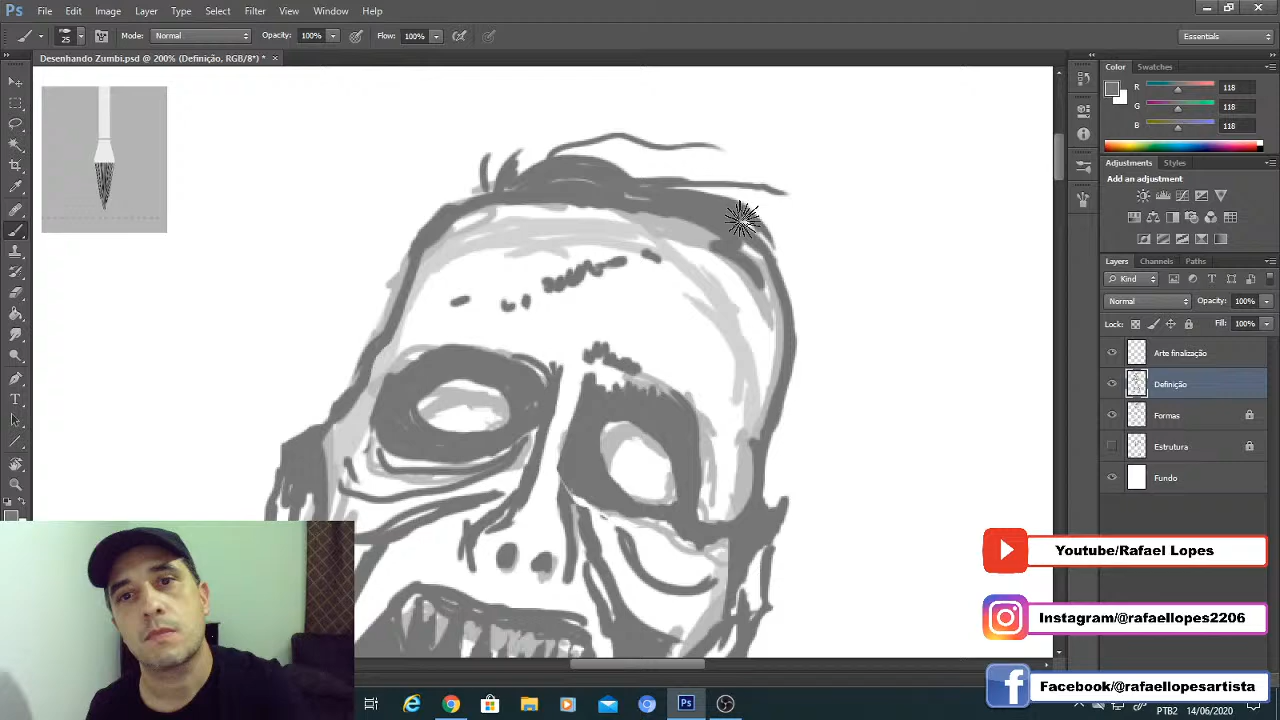 Ps File Edit Image Layer Type Select Filter View Window Help
25 Mode: Normal Opacity: 100% Flow: 100% Essentials
Desenhando Zumbi.psd @ 200% (Definição, RGB/8*) *
Color Swatches
R 118
G 118
B 118
Adjustments Styles
Add an adjustment
Layers Channels Paths
Kind
Normal Opacity: 100%
Lock: Fill: 100%
Arte finalização
Definição
Formas
Estrutura
Fundo
Youtube/Rafael Lopes
Instagram/@rafaellopes2206
Facebook/@rafaellopesartista
Ps
PTB2 14/06/2020